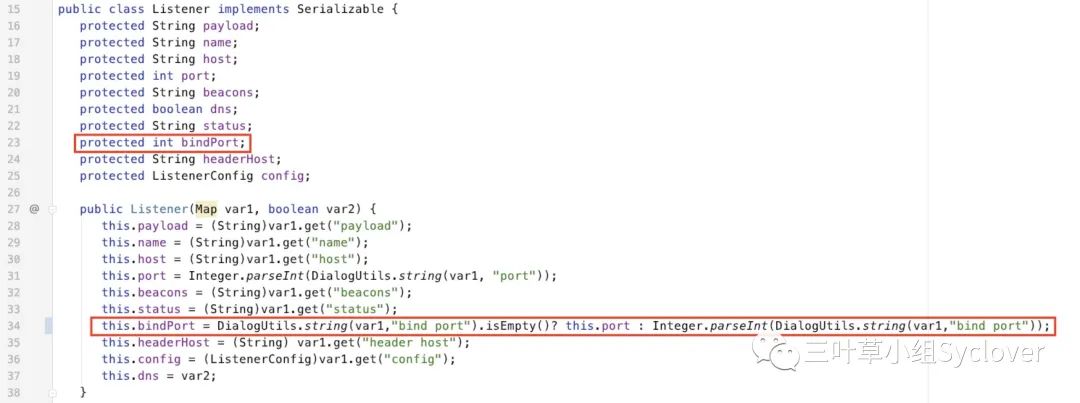 15 public class Listener implements Serializable {
16 protected String payload;
17 protected String name;
18 protected String host;
19 protected int port;
20 protected String beacons;
21 protected boolean dns;
22 protected String status;
23 protected int bindPort;
24 protected String headerHost;
25 protected ListenerConfig config;
26
27 @ public Listener(Map var1, boolean var2) {
28 this.payload = (String)var1.get("payload");
29 this.name = (String)var1.get("name");
30 this.host = (String)var1.get("host");
31 this.port = Integer.parseInt(DialogUtils.string(var1, "port"));
32 this.beacons = (String)var1.get("beacons");
33 this.status = (String)var1.get("status");
34 this.bindPort = DialogUtils.string(var1,"bind port").isEmpty()? this.port : Integer.parseInt(DialogUtils.string(var1,"bind port"));
35 this.headerHost = (String) var1.get("header host");
36 this.config = (ListenerConfig)var1.get("config");
37 this.dns = var2;
38 }
三叶草小组Syclover